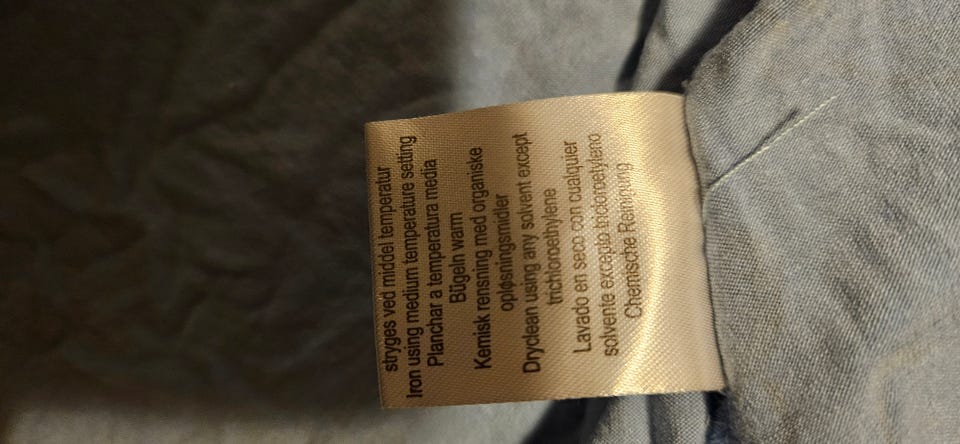 stryges ved middel temperatur
Iron using medium temperature setting
Planchar a temperatura media
Bügeln warm
Kemisk rensning med organiske
opløsningsmidler
Dryclean using any solvent except
trichloroethylene
Lavado en seco con cualquier
solvente excepto tricloroetyleno
Chemische Reinigung